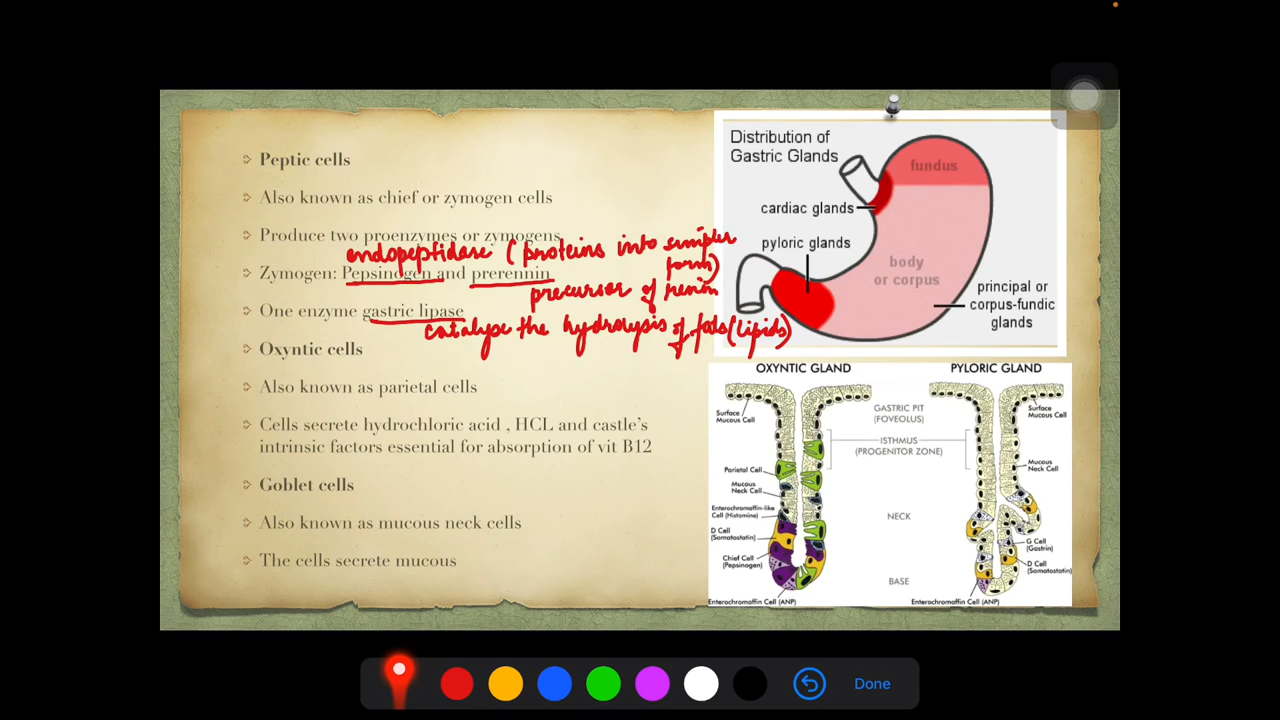 Peptic cells
Also known as chief or zymogen cells
Produce two proenzymes or zymogens
endopeptidase (proteins into simpler
form)
Zymogen: Pepsinogen and prerennin
precursor of renin
One enzyme gastric lipase
catalyse the hydrolysis of fats (lipids)
Oxyntic cells
Also known as parietal cells
Cells secrete hydrochloric acid , HCL and castle's
intrinsic factors essential for absorption of vit B12
Goblet cells
Also known as mucous neck cells
The cells secrete mucous
Distribution of
Gastric Glands
fundus
cardiac glands
pyloric glands
body
or corpus
principal or
corpus-fundic
glands
OXYNTIC GLAND
PYLORIC GLAND
Surface
Mucous Cell
GASTRIC PIT
(FOVEOLUS)
Surface
Mucous Cell
ISTHMUS
(PROGENITOR ZONE)
Parietal Cell
Mucous
Neck Cell
Mucous
Neck Cell
Enterochromaffin-like
Cell (Histamine)
NECK
D Cell
(Somatostatin)
G Cell
(Gastrin)
Chief Cell
(Pepsinogen)
D Cell
(Somatostatin)
BASE
Enterochromaffin Cell (ANP)
Enterochromaffin Cell (ANP)
Done